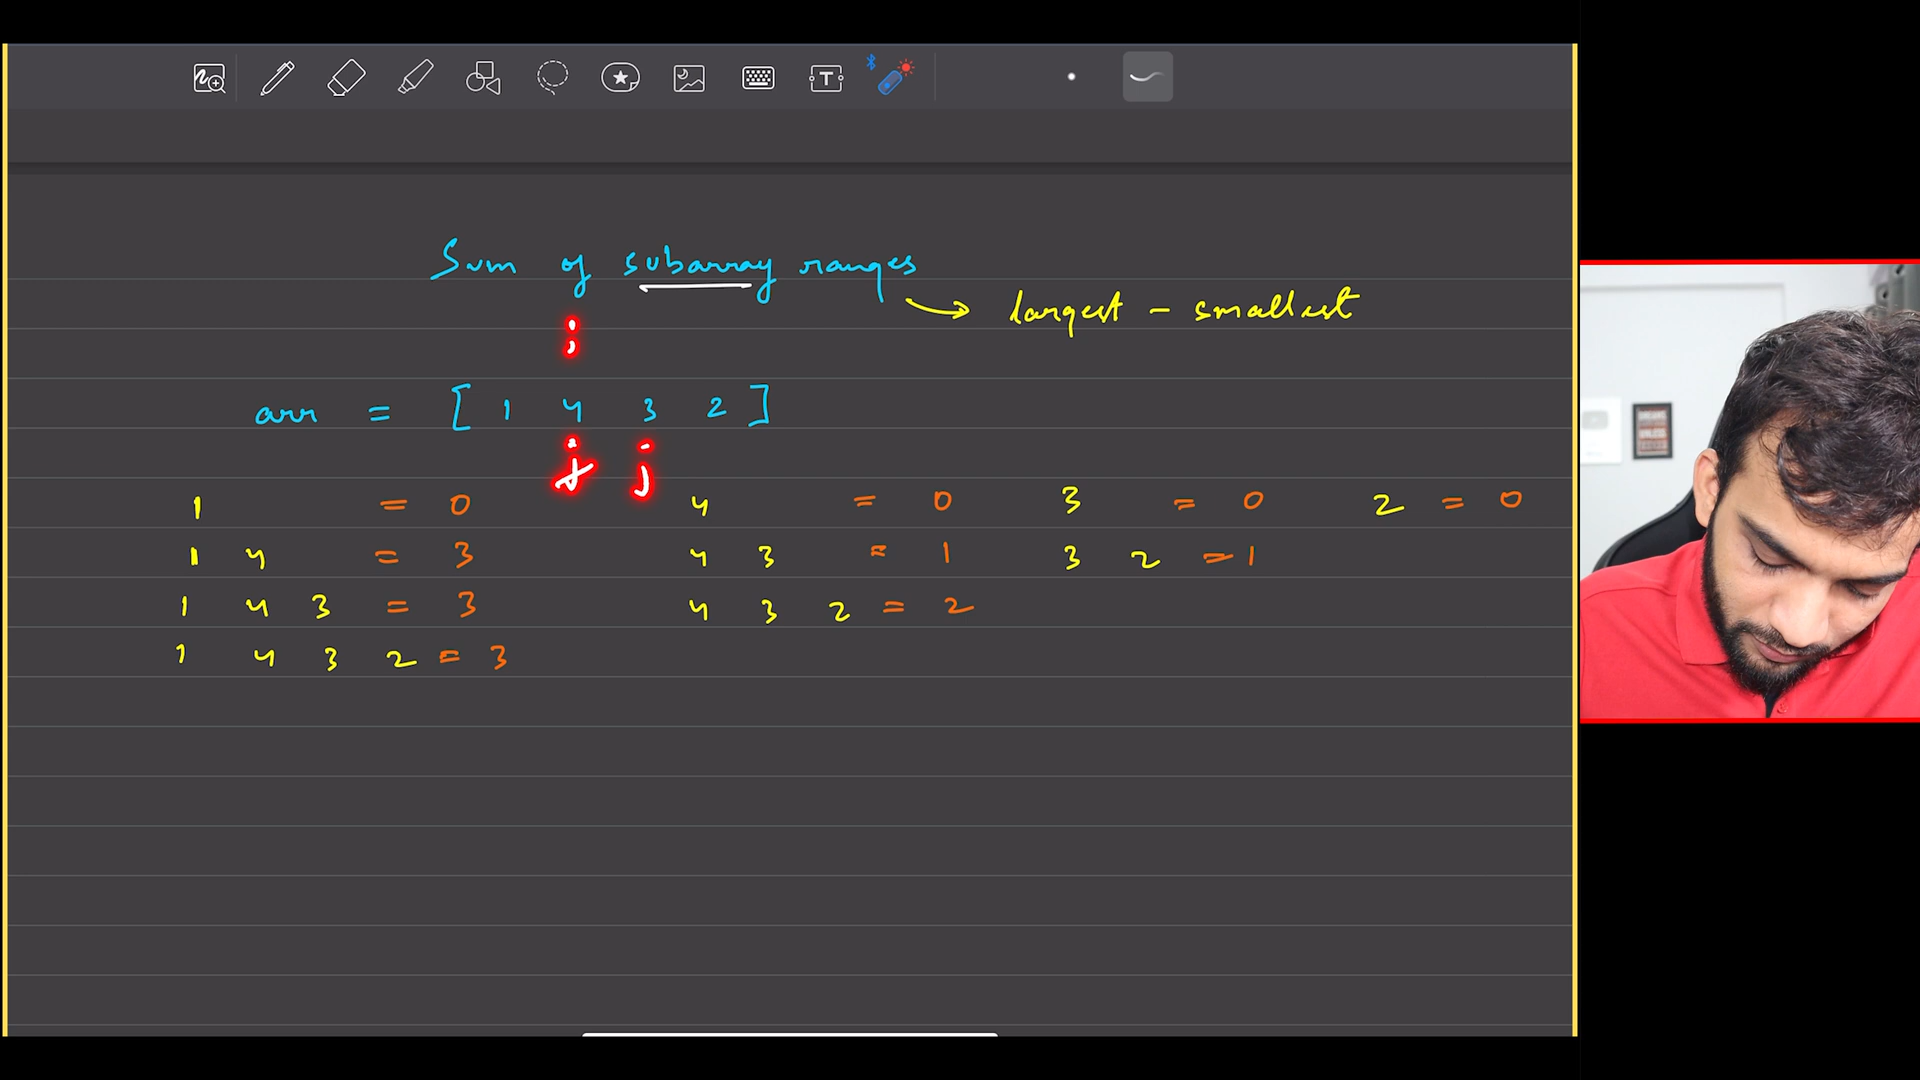 Sum of subarray ranges
→ largest - smallest
i
arr = [ 1 4 3 2 ]
j j
1 = 0 4 = 0 3 = 0 2 = 0
1 4 = 3 4 3 = 1 3 2 = 1
1 4 3 = 3 4 3 2 = 2
1 4 3 2 = 3